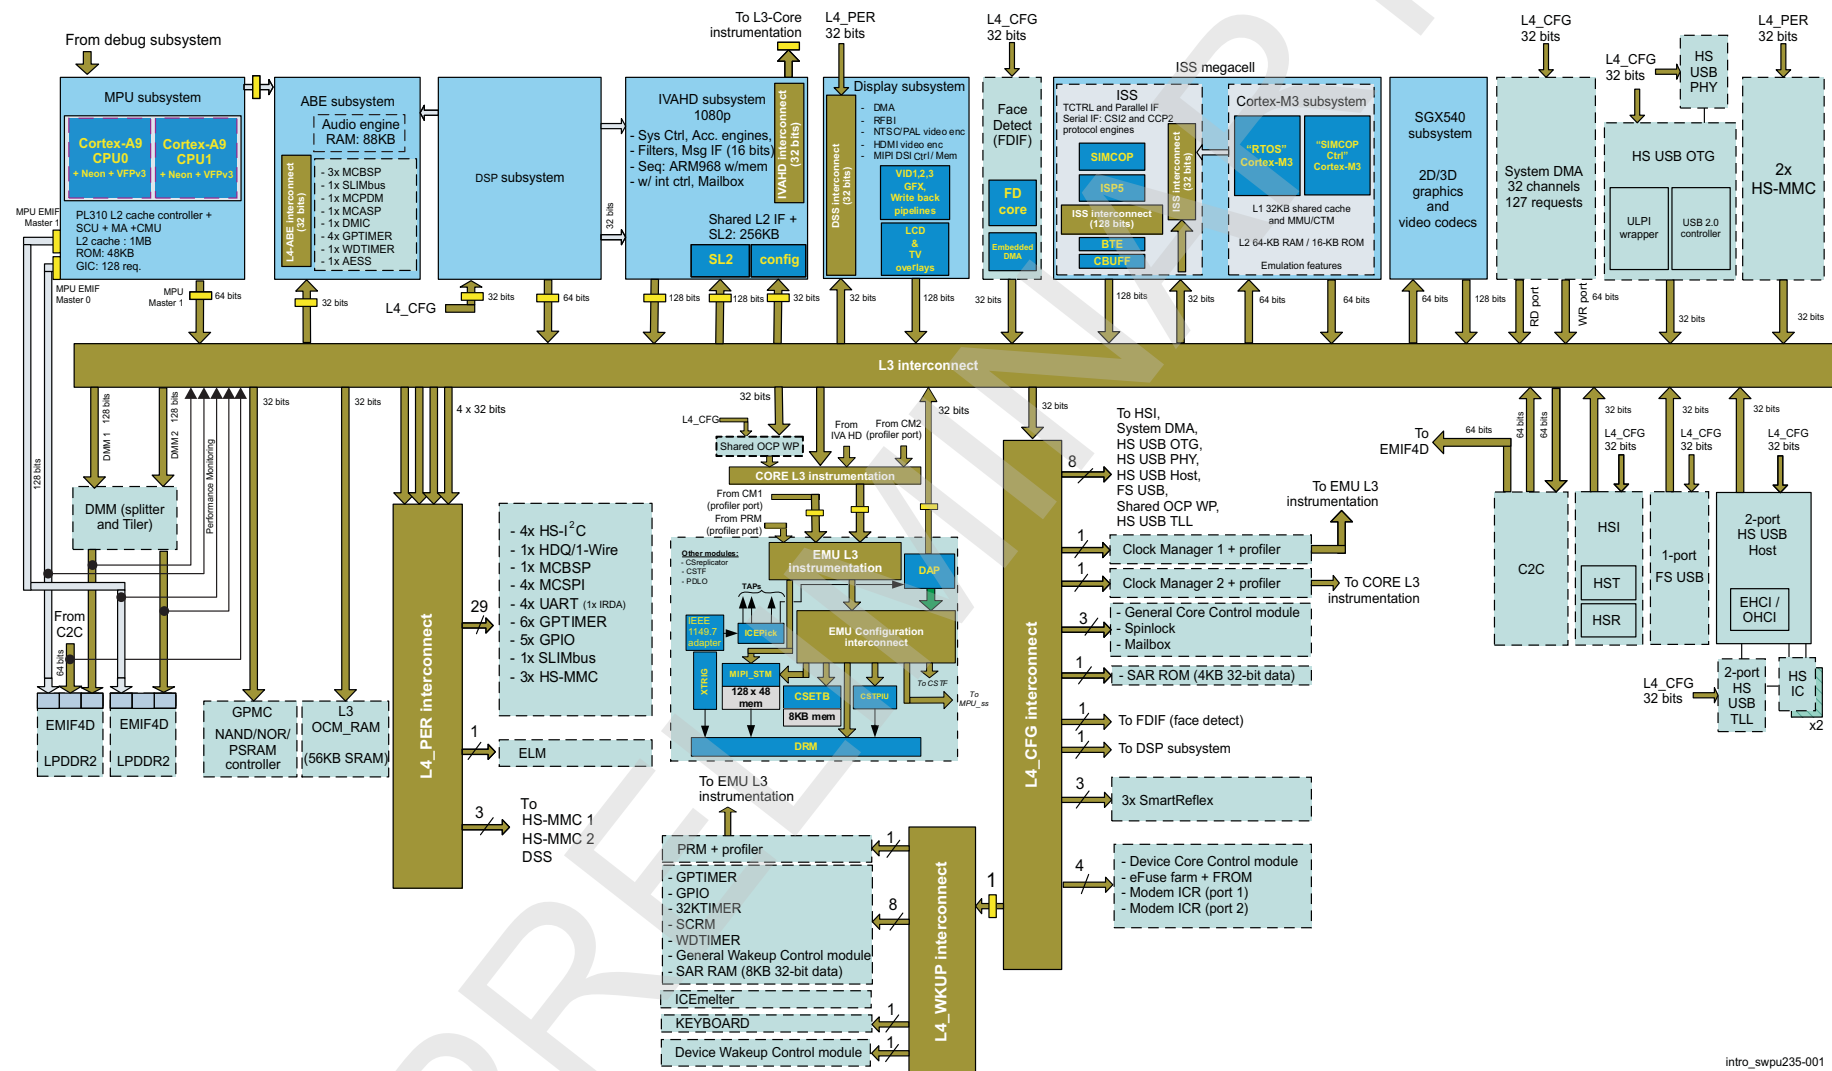 To L3-Core
instrumentation
L4_PER
32 bits
L4_CFG
32 bits
L4_CFG
32 bits
L4_PER
32 bits
From debug subsystem
MPU subsystem
Cortex-A9
CPU0
+ Neon + VFPv3
Cortex-A9
CPU1
+ Neon + VFPv3
PL310 L2 cache controller +
SCU + MA +CMU
L2 cache : 1MB
ROM: 48KB
GIC: 128 req.
MPU EMIF
Master 1
MPU EMIF
Master 0
MPU
Master 1
64 bits
ABE subsystem
Audio engine
RAM: 88KB
L4-ABE interconnect
(32 bits)
- 3x MCBSP
- 1x SLIMbus
- 1x MCPDM
- 1x MCASP
- 1x DMIC
- 4x GPTIMER
- 1x WDTIMER
- 1x AESS
32 bits
DSP subsystem
L4_CFG
32 bits
64 bits
32 bits
IVAHD subsystem
1080p
- Sys Ctrl, Acc. engines,
- Filters, Msg IF (16 bits)
- Seq: ARM968 w/mem
- w/ int ctrl, Mailbox
IVAHD interconnect
(32 bits)
Shared L2 IF +
SL2: 256KB
SL2
config
128 bits
128 bits
32 bits
Display subsystem
- DMA
- RFBI
- NTSC/PAL video enc
- HDMI video enc
- MIPI DSI Ctrl / Mem
DSS interconnect
(32 bits)
VID1,2,3
GFX,
Write back
pipelines
LCD
&
TV
overlays
32 bits
128 bits
Face
Detect
(FDIF)
FD
core
Embedded
DMA
32 bits
ISS megacell
ISS
TCTRL and Parallel IF
Serial IF: CSI2 and CCP2
protocol engines
SIMCOP
ISP5
ISS interconnect
(128 bits)
BTE
CBUFF
ISS interconnect
(32 bits)
128 bits
32 bits
Cortex-M3 subsystem
"RTOS"
Cortex-M3
"SIMCOP
Ctrl"
Cortex-M3
L1 32KB shared cache
and MMU/CTM
L2 64-KB RAM / 16-KB ROM
Emulation features
64 bits
64 bits
SGX540
subsystem
2D/3D
graphics
and
video codecs
64 bits
128 bits
System DMA
32 channels
127 requests
RD port
WR port
64 bits
L4_CFG
32 bits
HS
USB
PHY
HS USB OTG
ULPI
wrapper
USB 2.0
controller
32 bits
2x
HS-MMC
32 bits
L3 interconnect
DMM 1
128 bits
DMM 2
128 bits
Performance Monitoring
128 bits
DMM (splitter
and Tiler)
From
C2C
64 bits
EMIF4D
LPDDR2
EMIF4D
LPDDR2
32 bits
GPMC
NAND/NOR/
PSRAM
controller
32 bits
L3
OCM_RAM
(56KB SRAM)
4 x 32 bits
L4_PER interconnect
29
- 4x HS-I2C
- 1x HDQ/1-Wire
- 1x MCBSP
- 4x MCSPI
- 4x UART (1x IRDA)
- 6x GPTIMER
- 5x GPIO
- 1x SLIMbus
- 3x HS-MMC
1
ELM
3
To
HS-MMC 1
HS-MMC 2
DSS
32 bits
32 bits
32 bits
L4_CFG
Shared OCP WP
From
IVA HD
From CM2
(profiler port)
CORE L3 instrumentation
From CM1
(profiler port)
From PRM
(profiler port)
Other modules:
- CSreplicator
- CSTF
- PDLO
EMU L3
Instrumentation
DAP
TAPs
IEEE
1149.7
adapter
ICEPick
EMU Configuration
interconnect
XTRIG
MIPI_STM
128 x 48
mem
CSETB
8KB mem
CSTPIU
To CSTF
To
MPU_ss
DRM
32 bits
L4_CFG interconnect
8
To HSI,
System DMA,
HS USB OTG,
HS USB PHY,
HS USB Host,
FS USB,
Shared OCP WP,
HS USB TLL
To EMU L3
instrumentation
1
Clock Manager 1 + profiler
1
Clock Manager 2 + profiler
To CORE L3
instrumentation
3
- General Core Control module
- Spinlock
- Mailbox
1
- SAR ROM (4KB 32-bit data)
1
To FDIF (face detect)
1
To DSP subsystem
3
3x SmartReflex
4
- Device Core Control module
- eFuse farm + FROM
- Modem ICR (port 1)
- Modem ICR (port 2)
To EMU L3
instrumentation
1
L4_WKUP interconnect
1
PRM + profiler
8
- GPTIMER
- GPIO
- 32KTIMER
- SCRM
- WDTIMER
- General Wakeup Control module
- SAR RAM (8KB 32-bit data)
ICEmelter
1
KEYBOARD
1
Device Wakeup Control module
To
EMIF4D
64 bits
64 bits
64 bits
C2C
32 bits
L4_CFG
32 bits
HSI
HST
HSR
32 bits
L4_CFG
32 bits
1-port
FS USB
32 bits
L4_CFG
32 bits
2-port
HS USB
Host
EHCI /
OHCI
L4_CFG
32 bits
2-port
HS
USB
TLL
HS
IC
x2
PRELIMINARY
intro_swpu235-001